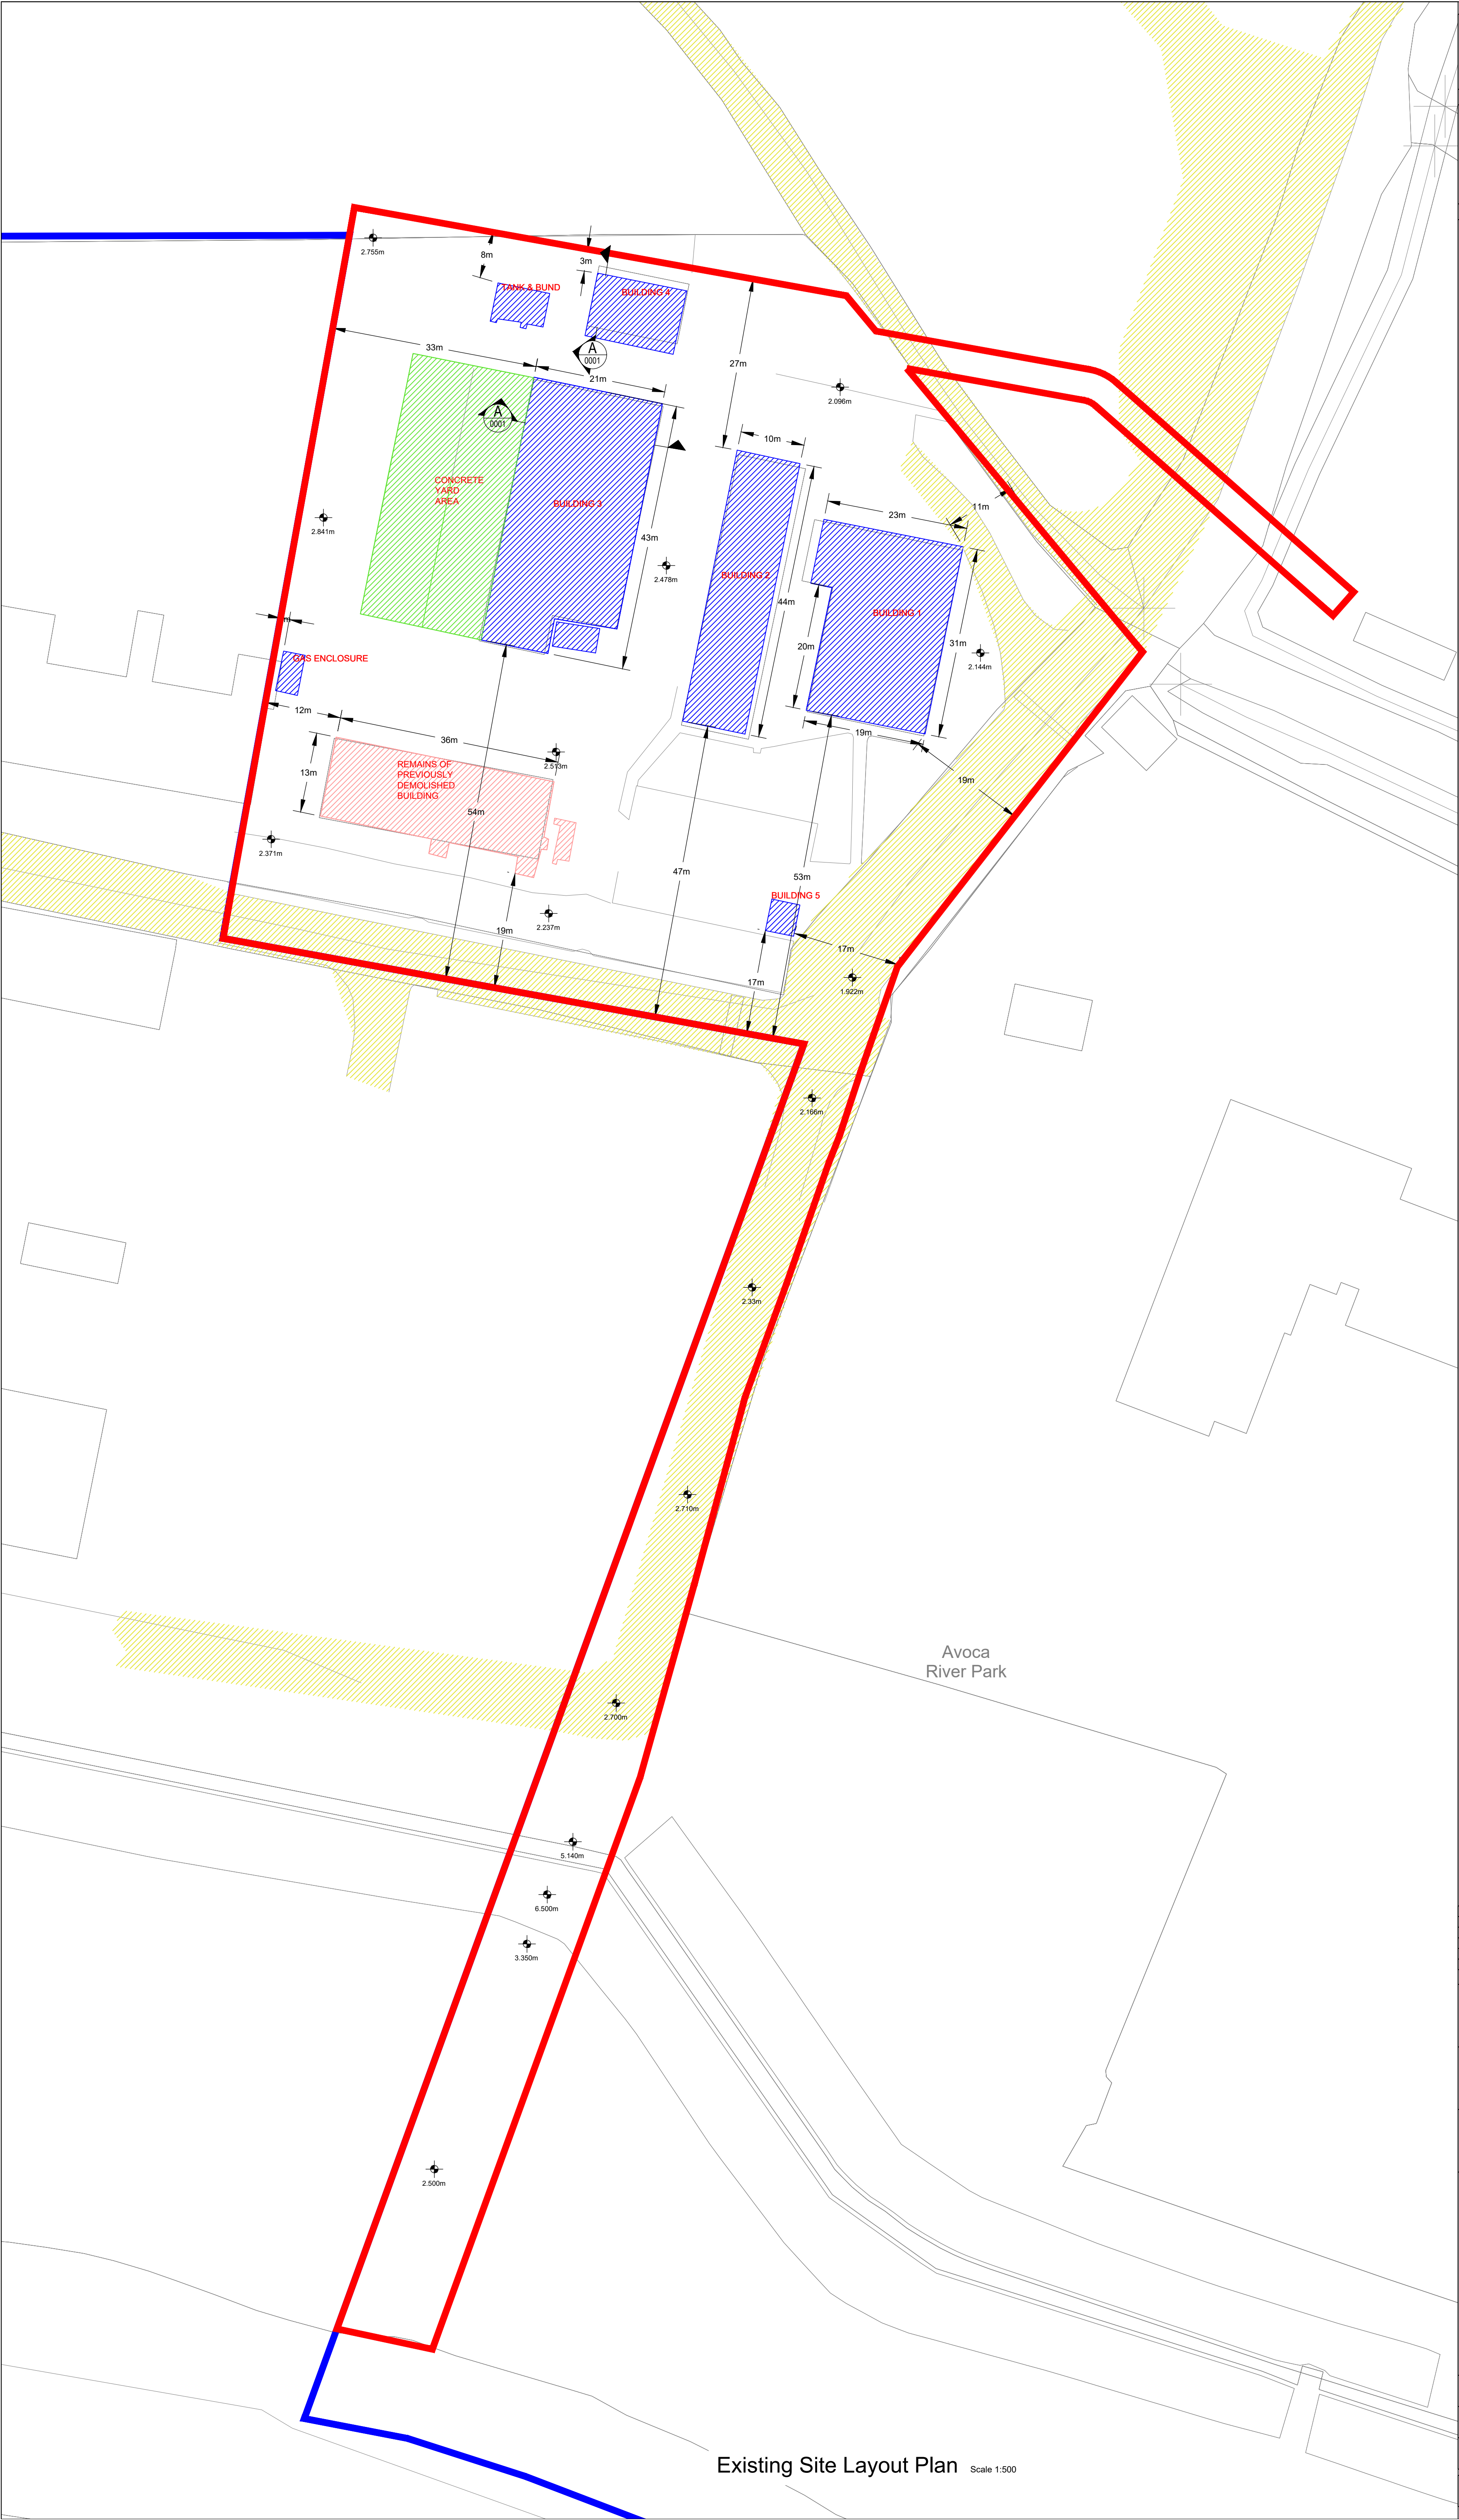 2.755m
8m
3m
TANK & BUND
BUILDING 4
33m
A
0001
27m
21m
2.096m
A
0001
10m
CONCRETE
YARD
AREA
BUILDING 3
23m
11m
2.841m
43m
2.478m
BUILDING 2
44m
BUILDING 1
20m
31m
2.144m
GAS ENCLOSURE
12m
36m
19m
13m
2.513m
REMAINS OF
PREVIOUSLY
DEMOLISHED
BUILDING
19m
54m
2.371m
47m
53m
BUILDING 5
2.237m
19m
17m
17m
1.922m
2.166m
2.33m
2.710m
Avoca
River Park
2.700m
5.140m
6.500m
3.350m
2.500m
Existing Site Layout Plan Scale 1:500